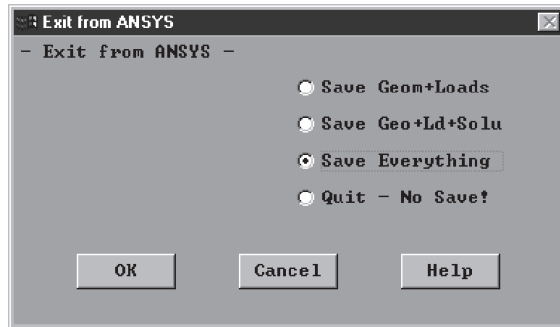 Exit from ANSYS
- Exit from ANSYS -
Save Geom+Loads
Save Geo+Ld+Solu
Save Everything
Quit - No Save!
OK Cancel Help